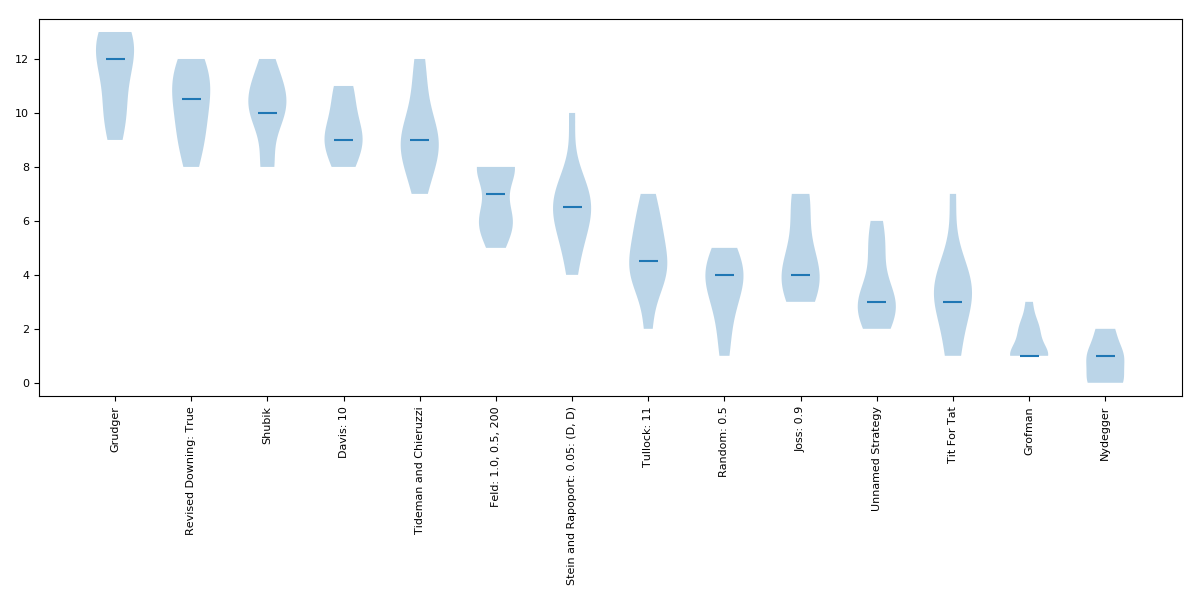 12
10
8
6
4
2
0
Grudger
Revised Downing: True
Shubik
Davis: 10
Tideman and Chieruzzi
Feld: 1.0, 0.5, 200
Stein and Rapoport: 0.05: (D, D)
Tullock: 11
Random: 0.5
Joss: 0.9
Unnamed Strategy
Tit For Tat
Grofman
Nydegger